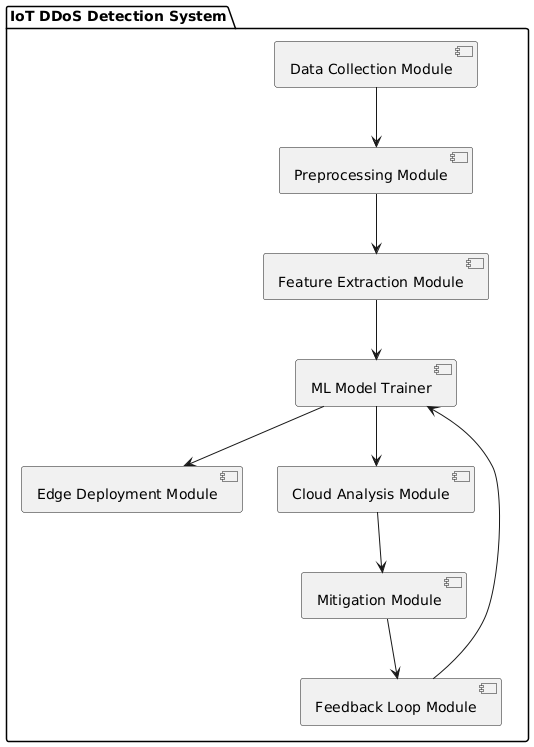 IoT DDoS Detection System
Data Collection Module
Preprocessing Module
Feature Extraction Module
ML Model Trainer
Edge Deployment Module
Cloud Analysis Module
Mitigation Module
Feedback Loop Module